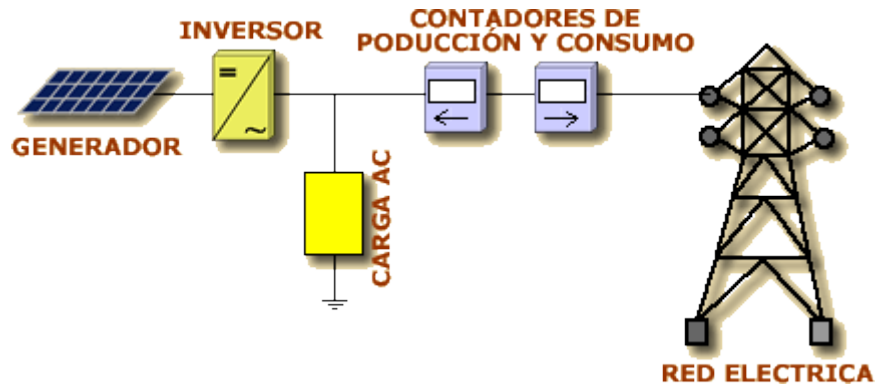 INVERSOR
CONTADORES DE
PODUCCIÓN Y CONSUMO
GENERADOR
CARGA AC
RED ELECTRICA